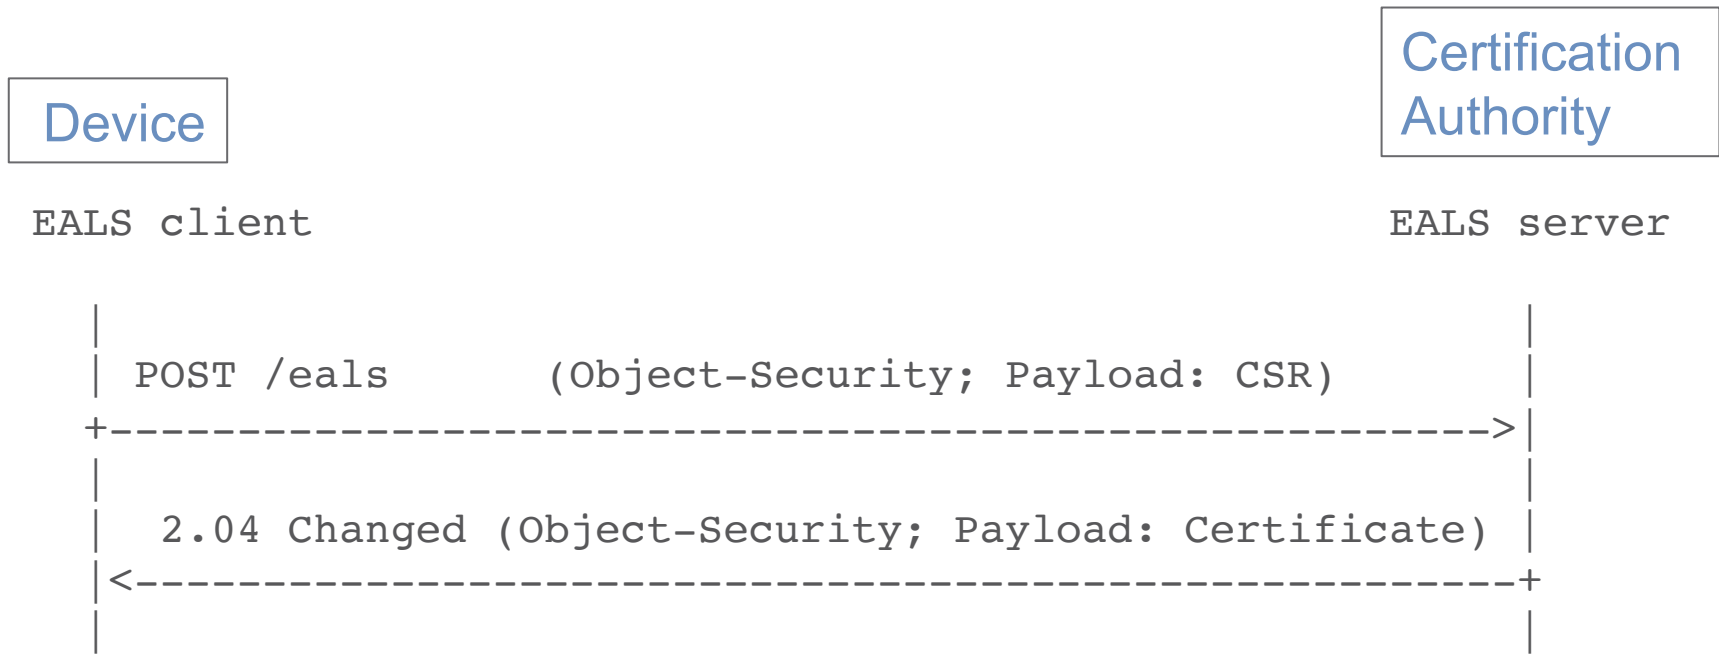 Device
Certification
Authority
EALS client                                          EALS server
|                                                        |
| POST /eals      (Object-Security; Payload: CSR)        |
+------------------------------------------------------>|
|                                                        |
|  2.04 Changed (Object-Security; Payload: Certificate) |
|<------------------------------------------------------+
|                                                        |